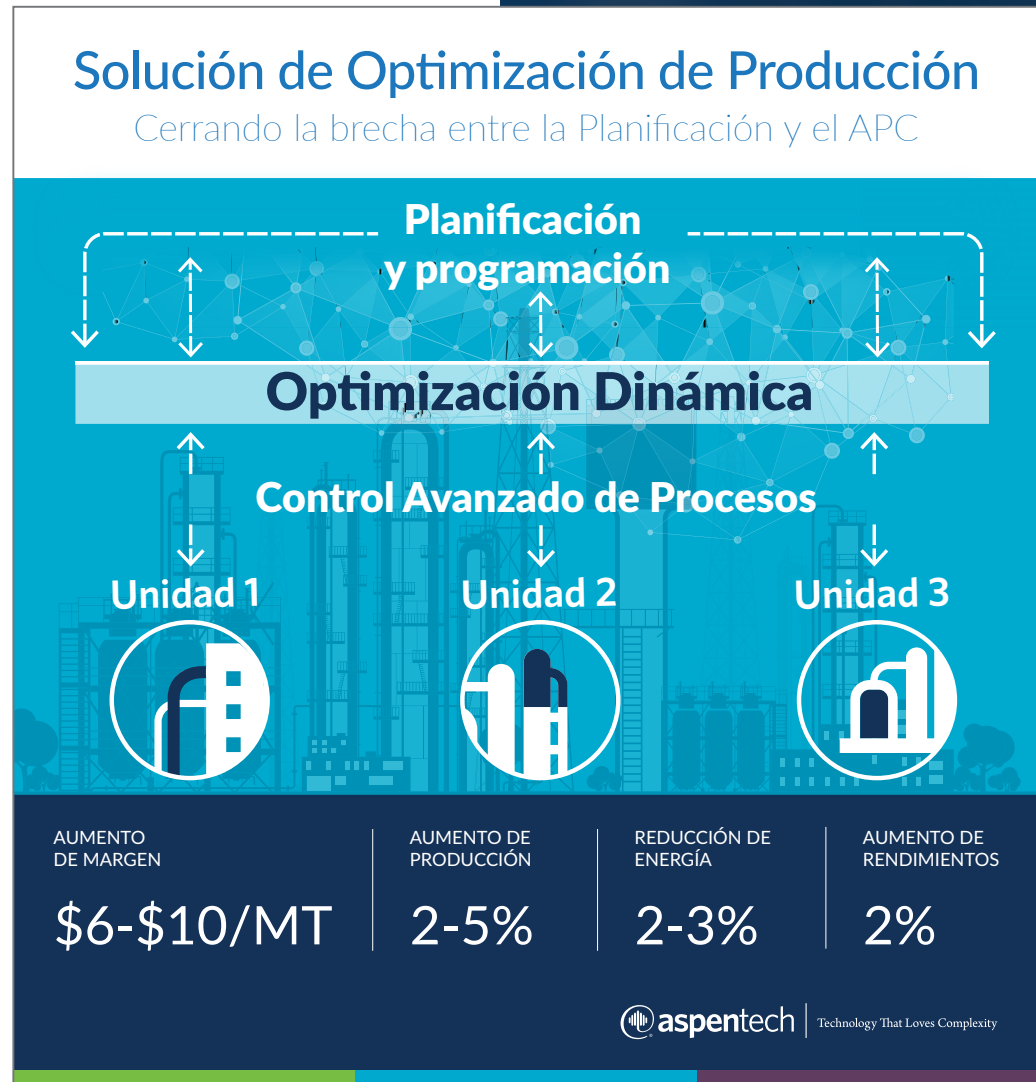 Solución de Optimización de Producción
Cerrando la brecha entre la Planificación y el APC
Planificación
y programación
Optimización Dinámica
Control Avanzado de Procesos
Unidad 1
Unidad 2
Unidad 3
AUMENTO
DE MARGEN
$6-$10/MT
AUMENTO DE
PRODUCCIÓN
2-5%
REDUCCIÓN DE
ENERGÍA
2-3%
AUMENTO DE
RENDIMIENTOS
2%
aspentech
Technology That Loves Complexity